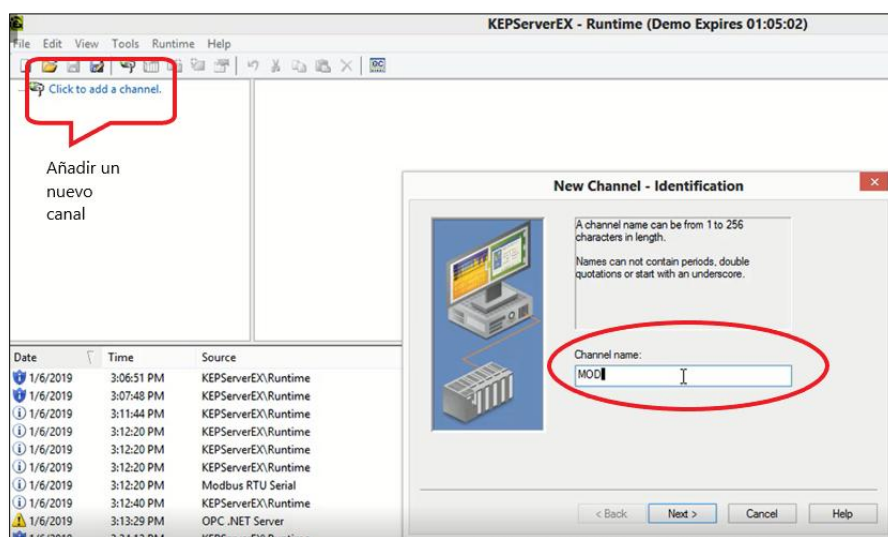 KEPServerEX - Runtime (Demo Expires 01:05:02)
File Edit View Tools Runtime Help
Click to add a channel.
Añadir un
nuevo
canal
New Channel - Identification
A channel name can be from 1 to 256
characters in length.
Names can not contain periods, double
quotations or start with an underscore.
Channel name:
MOD
< Back Next > Cancel Help
Date Time Source
1/6/2019 3:06:51 PM KEPServerEX\Runtime
1/6/2019 3:07:48 PM KEPServerEX\Runtime
1/6/2019 3:11:44 PM KEPServerEX\Runtime
1/6/2019 3:12:20 PM KEPServerEX\Runtime
1/6/2019 3:12:20 PM KEPServerEX\Runtime
1/6/2019 3:12:20 PM KEPServerEX\Runtime
1/6/2019 3:12:20 PM Modbus RTU Serial
1/6/2019 3:12:40 PM KEPServerEX\Runtime
1/6/2019 3:13:29 PM OPC .NET Server